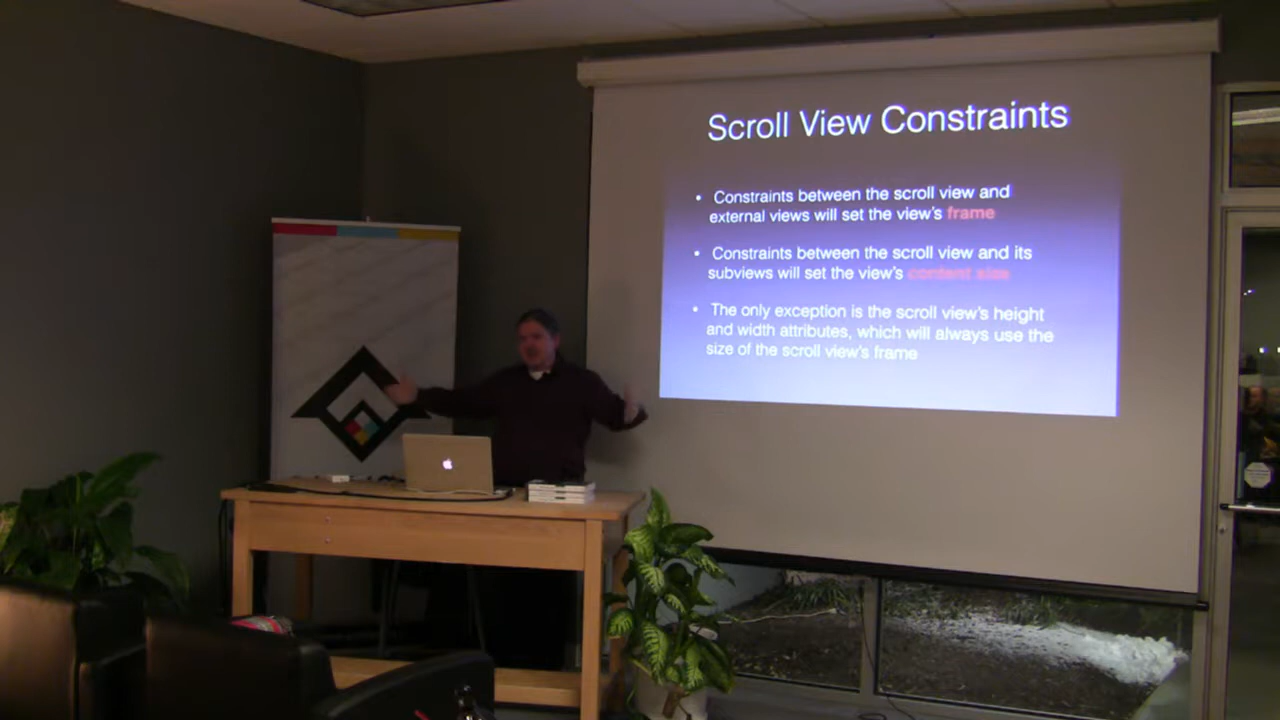 Scroll View Constraints
• Constraints between the scroll view and
external views will set the view's frame
• Constraints between the scroll view and its
subviews will set the view's content size
• The only exception is the scroll view's height
and width attributes, which will always use the
size of the scroll view's frame